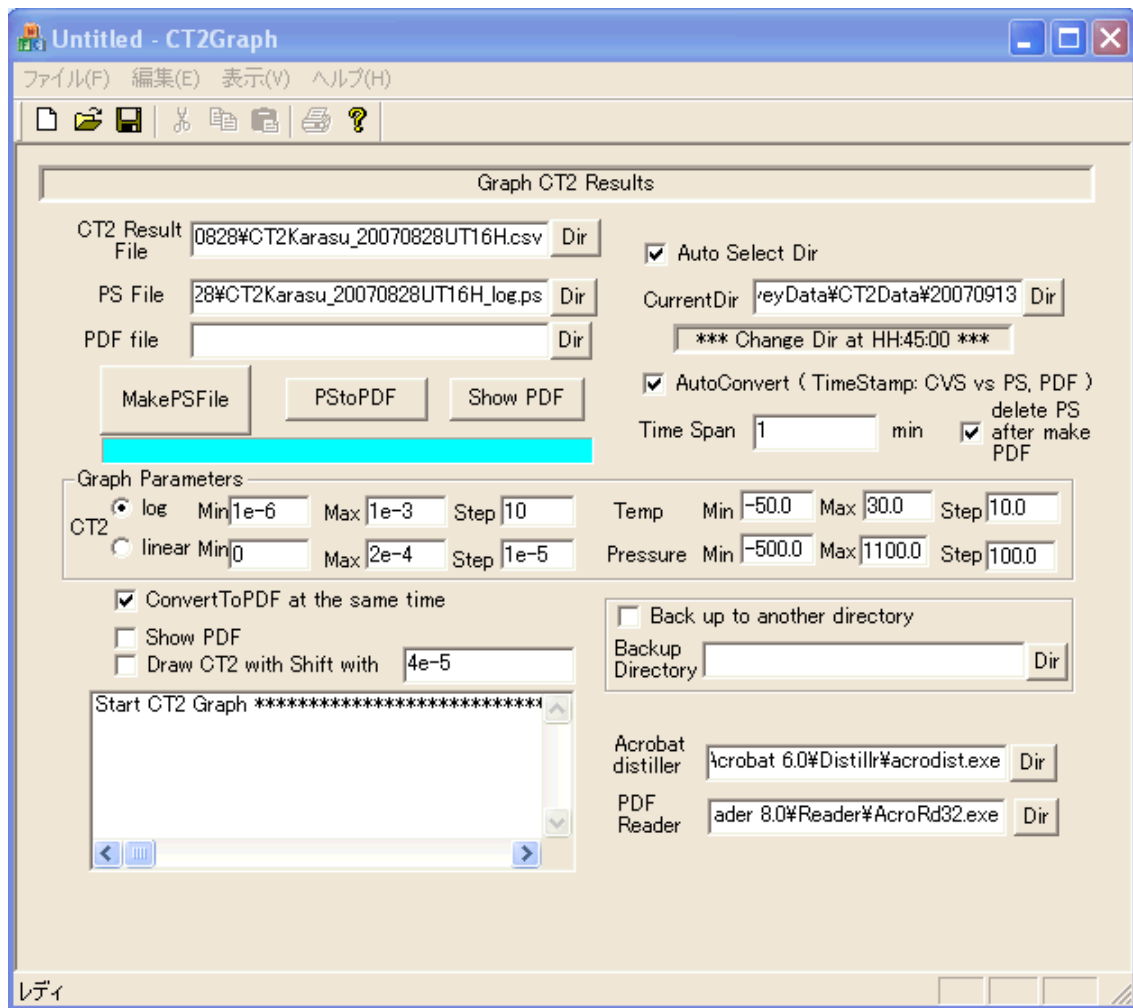 Untitled - CT2Graph
ファイル(F) 編集(E) 表示(V) ヘルプ(H)
Graph CT2 Results
CT2 Result File 0828¥CT2Karasu_20070828UT16H.csv Dir
PS File 28¥CT2Karasu_20070828UT16H_log.ps Dir
PDF file Dir
MakePSFile PStoPDF Show PDF
Auto Select Dir
CurrentDir veyData¥CT2Data¥20070913 Dir
*** Change Dir at HH:45:00 ***
AutoConvert ( TimeStamp: CVS vs PS, PDF )
Time Span 1 min
delete PS
after make
PDF
Graph Parameters
CT2
log Min 1e-6 Max 1e-3 Step 10
linear Min 0 Max 2e-4 Step 1e-5
Temp Min -50.0 Max 30.0 Step 10.0
Pressure Min -500.0 Max 1100.0 Step 100.0
ConvertToPDF at the same time
Show PDF
Draw CT2 with Shift with 4e-5
Start CT2 Graph ***************************
Back up to another directory
Backup
Directory Dir
Acrobat
distiller Acrobat 6.0¥Distillr¥acrodist.exe Dir
PDF
Reader ader 8.0¥Reader¥AcroRd32.exe Dir
レディ